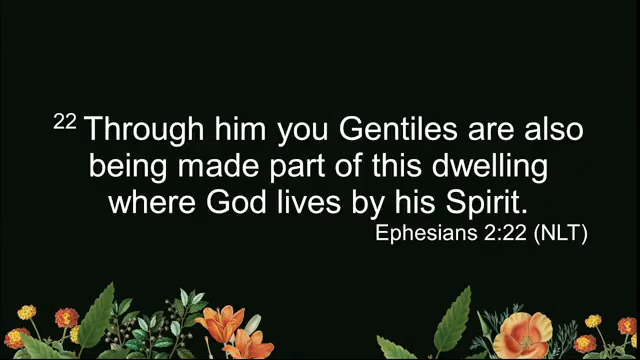 22 Through him you Gentiles are also
being made part of this dwelling
where God lives by his Spirit.
Ephesians 2:22 (NLT)